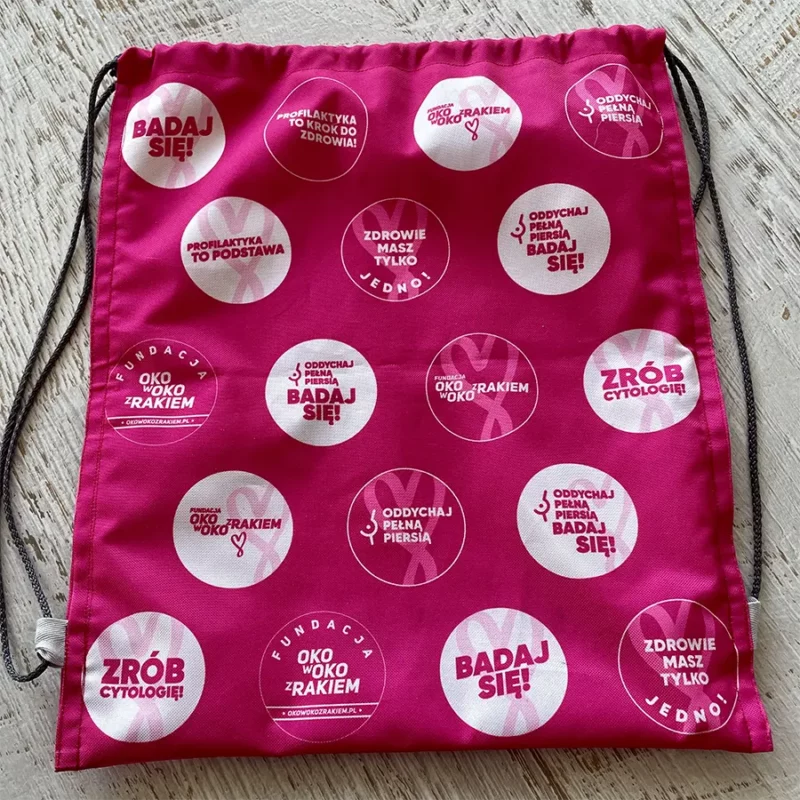 BADAJ
SIĘ!
PROFILAKTYKA
TO KROK DO
ZDROWIA!
FUNDACJA
OKO
W OKO Z RAKIEM
ODDYCHAJ
PEŁNĄ
PIERSIĄ
PROFILAKTYKA
TO PODSTAWA
ZDROWIE
MASZ
TYLKO
JEDNO!
ODDYCHAJ
PEŁNĄ
PIERSIĄ
BADAJ
SIĘ!
FUNDACJA
OKO
W OKO
Z RAKIEM
• OKOWOKOZRAKIEM.PL •
ODDYCHAJ
PEŁNĄ
PIERSIĄ
BADAJ
SIĘ!
FUNDACJA
OKO
W OKO Z RAKIEM
ZRÓB
CYTOLOGIĘ!
FUNDACJA
OKO
W OKO Z RAKIEM
ODDYCHAJ
PEŁNĄ
PIERSIĄ
ODDYCHAJ
PEŁNĄ
PIERSIĄ
BADAJ
SIĘ!
ZRÓB
CYTOLOGIĘ!
FUNDACJA
OKO
W OKO
Z RAKIEM
• OKOWOKOZRAKIEM.PL •
BADAJ
SIĘ!
ZDROWIE
MASZ
TYLKO
JEDNO!